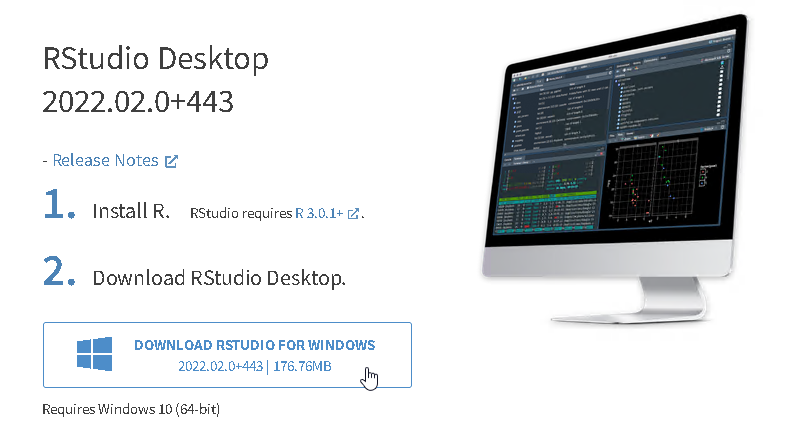 RStudio Desktop
2022.02.0+443
- Release Notes
1. Install R. RStudio requires R 3.0.1+.
2. Download RStudio Desktop.
DOWNLOAD RSTUDIO FOR WINDOWS
2022.02.0+443 | 176.76MB
Requires Windows 10 (64-bit)